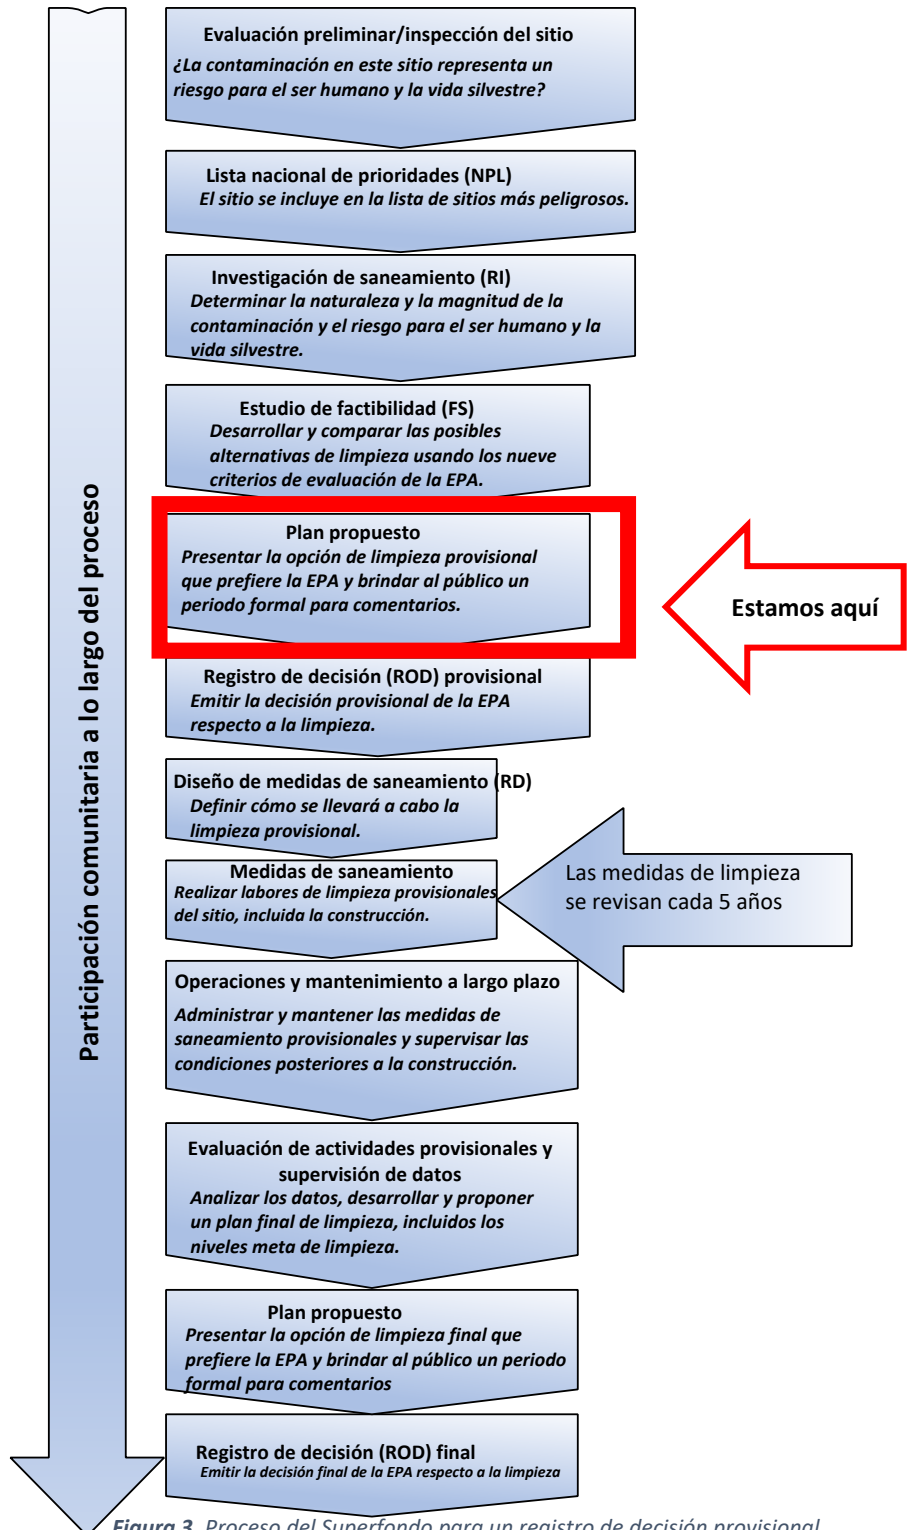 Evaluación preliminar/inspección del sitio
¿La contaminación en este sitio representa un
riesgo para el ser humano y la vida silvestre?
Lista nacional de prioridades (NPL)
El sitio se incluye en la lista de sitios más peligrosos.
Investigación de saneamiento (RI)
Determinar la naturaleza y la magnitud de la
contaminación y el riesgo para el ser humano y la
vida silvestre.
Estudio de factibilidad (FS)
Desarrollar y comparar las posibles
alternativas de limpieza usando los nueve
criterios de evaluación de la EPA.
Plan propuesto
Presentar la opción de limpieza provisional
que prefiere la EPA y brindar al público un
periodo formal para comentarios.
Estamos aquí
Registro de decisión (ROD) provisional
Emitir la decisión provisional de la EPA
respecto a la limpieza.
Diseño de medidas de saneamiento (RD)
Definir cómo se llevará a cabo la
limpieza provisional.
Medidas de saneamiento
Realizar labores de limpieza provisionales
del sitio, incluida la construcción.
Las medidas de limpieza
se revisan cada 5 años
Operaciones y mantenimiento a largo plazo
Administrar y mantener las medidas de
saneamiento provisionales y supervisar las
condiciones posteriores a la construcción.
Evaluación de actividades provisionales y
supervisión de datos
Analizar los datos, desarrollar y proponer
un plan final de limpieza, incluidos los
niveles meta de limpieza.
Plan propuesto
Presentar la opción de limpieza final que
prefiere la EPA y brindar al público un periodo
formal para comentarios
Registro de decisión (ROD) final
Emitir la decisión final de la EPA respecto a la limpieza
Participación comunitaria a lo largo del proceso
Figura 3. Proceso del Superfondo para un registro de decisión provisional